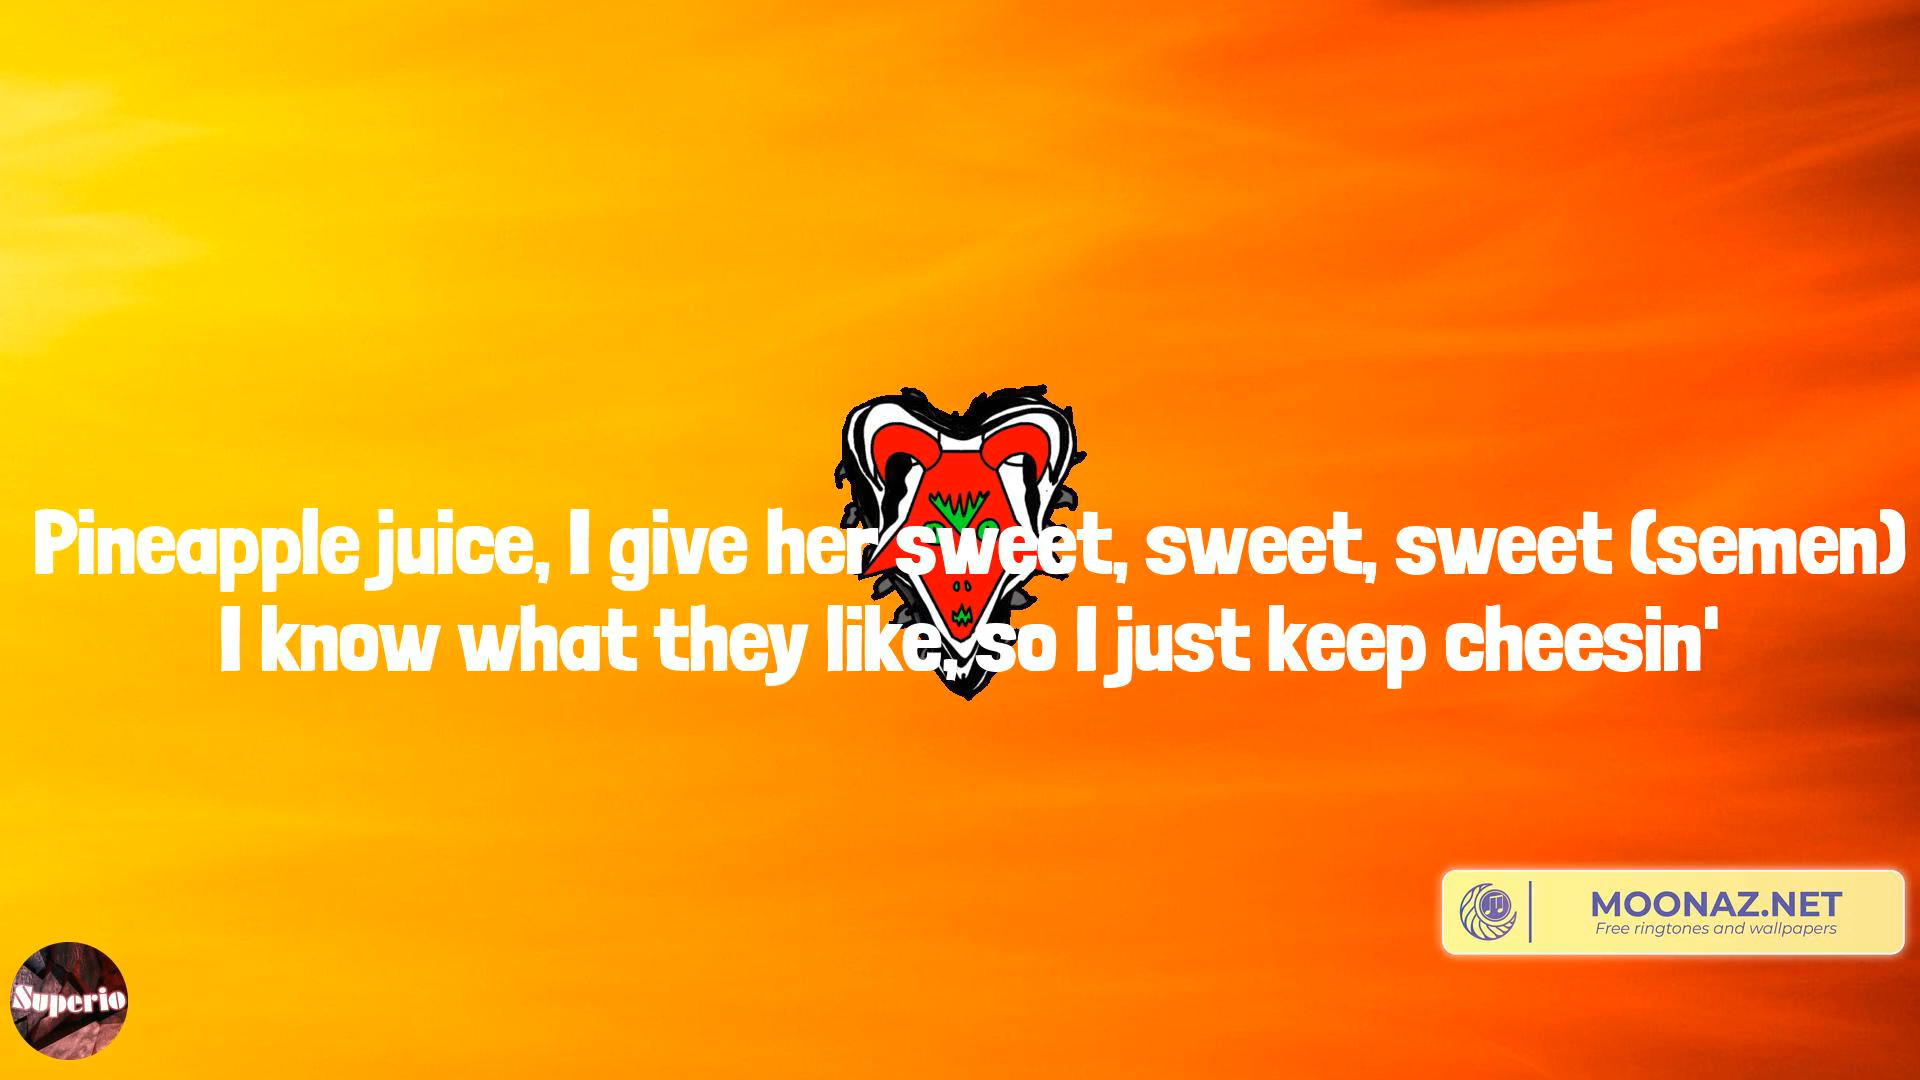 Pineapple juice, I give her sweet, sweet, sweet (semen)
I know what they like, so I just keep cheesin'
MOONAZ.NET
Free ringtones and wallpapers
Superio